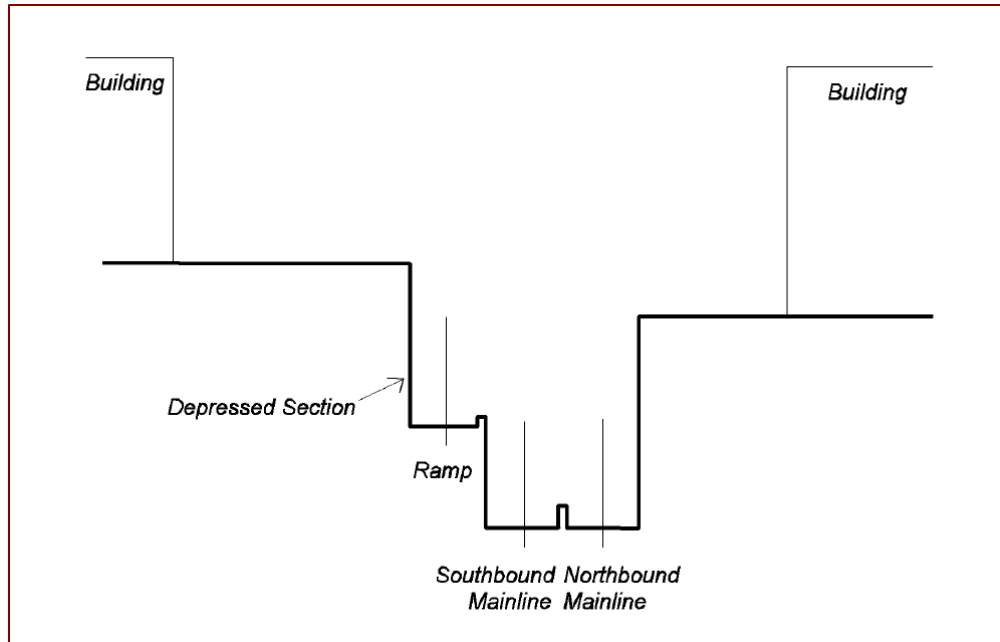 Building
Building
Depressed Section
Ramp
Southbound Northbound
Mainline Mainline